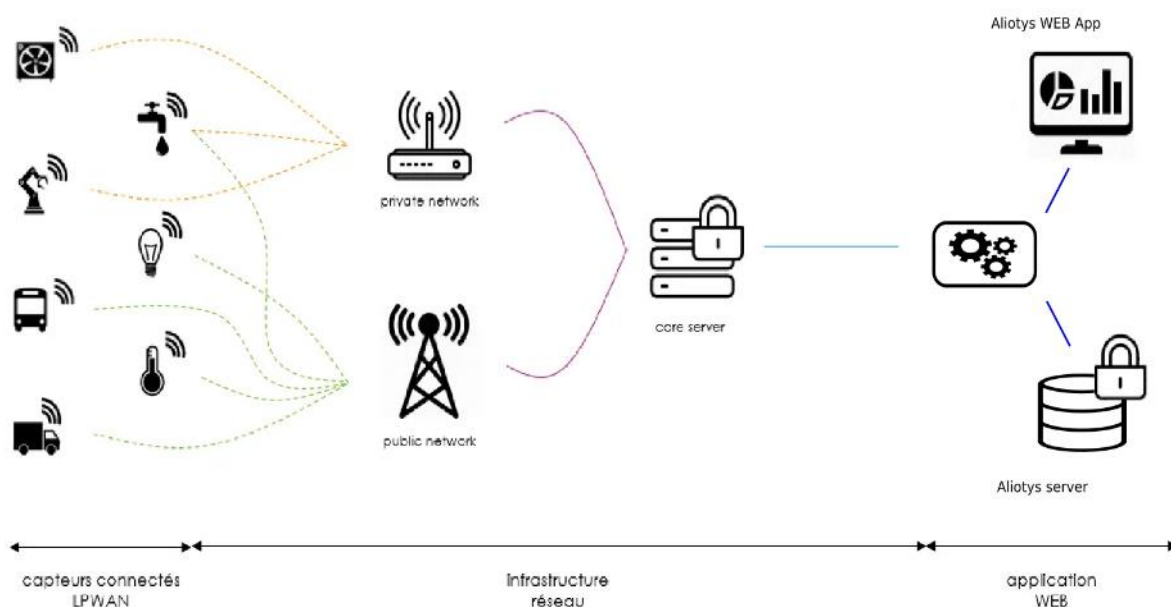 Aliotys WEB App
private network
core server
public network
Aliotys server
capteurs connectés
LPWAN
infrastructure
réseau
application
WEB